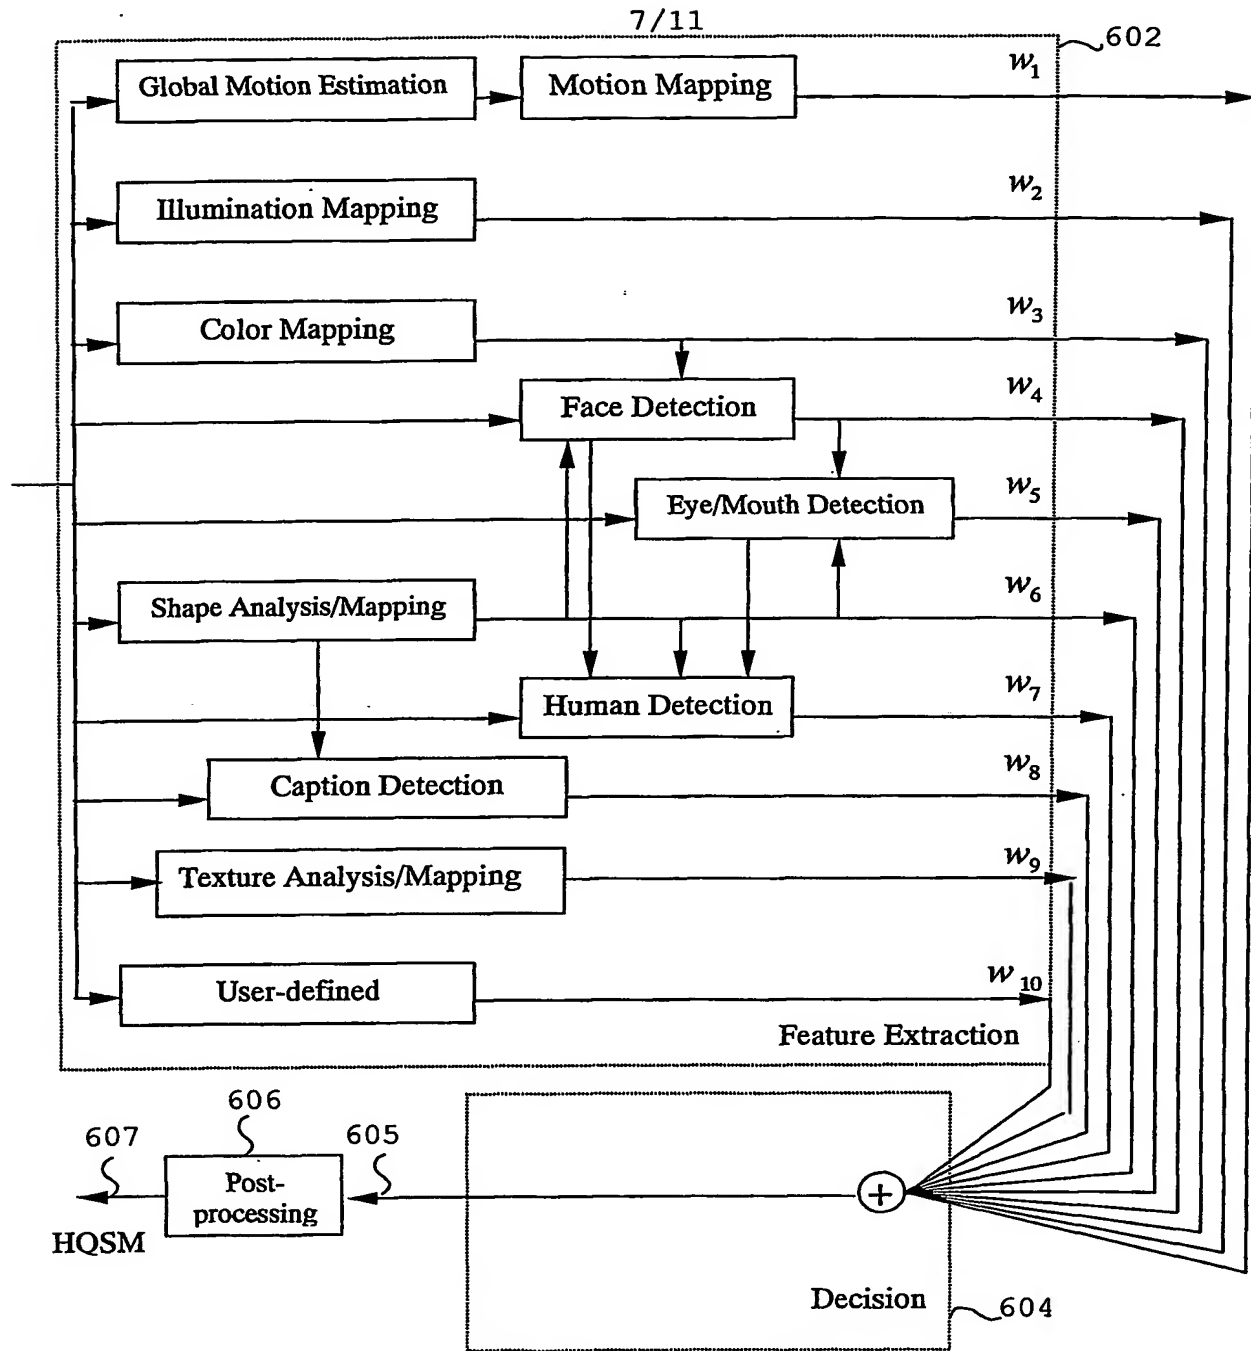 7/11
602
Global Motion Estimation
Motion Mapping
w1
Illumination Mapping
w2
Color Mapping
w3
Face Detection
w4
Eye/Mouth Detection
w5
Shape Analysis/Mapping
w6
Human Detection
w7
Caption Detection
w8
Texture Analysis/Mapping
w9
User-defined
w10
Feature Extraction
606
607
605
Post-
processing
+
HQSM
Decision
604